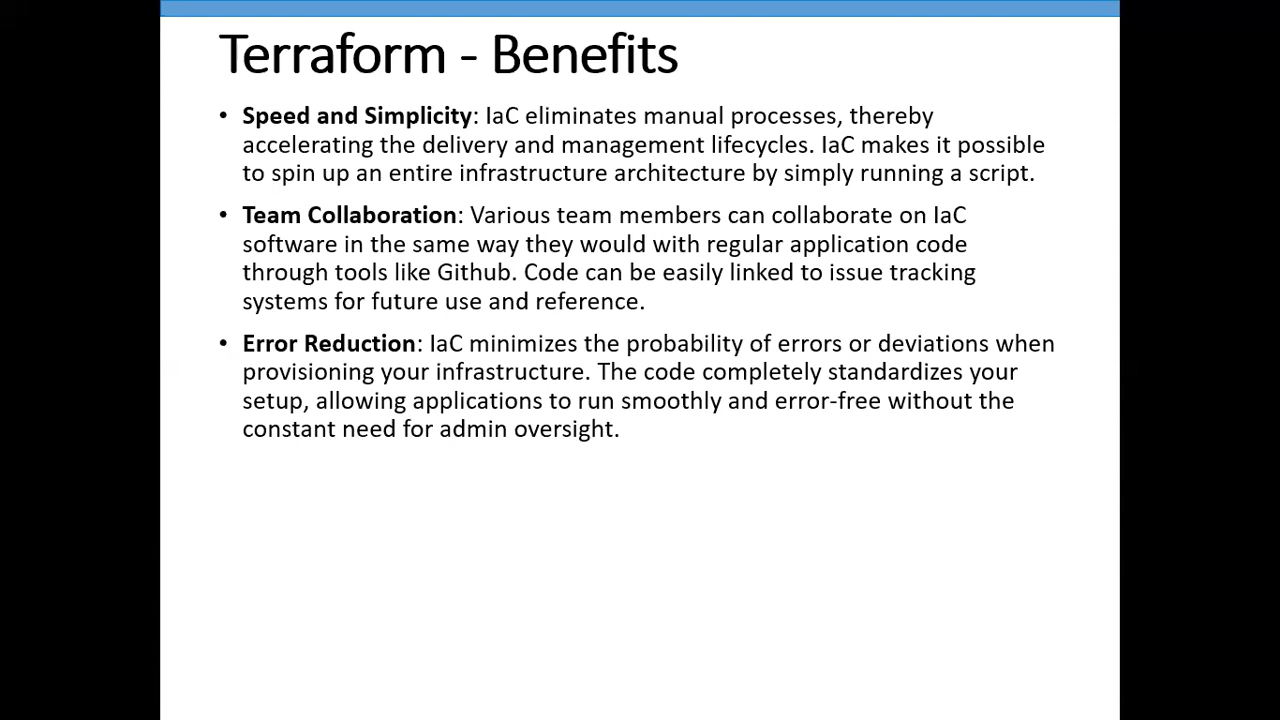 Terraform - Benefits
• Speed and Simplicity: IaC eliminates manual processes, thereby
accelerating the delivery and management lifecycles. IaC makes it possible
to spin up an entire infrastructure architecture by simply running a script.
• Team Collaboration: Various team members can collaborate on IaC
software in the same way they would with regular application code
through tools like Github. Code can be easily linked to issue tracking
systems for future use and reference.
• Error Reduction: IaC minimizes the probability of errors or deviations when
provisioning your infrastructure. The code completely standardizes your
setup, allowing applications to run smoothly and error-free without the
constant need for admin oversight.